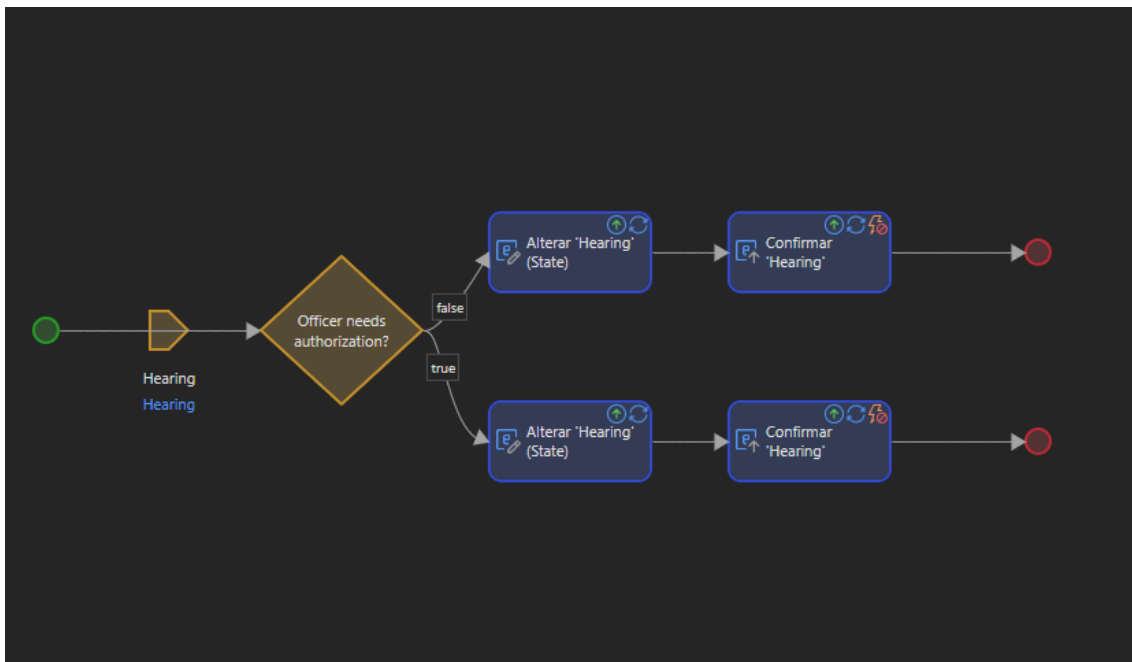 Hearing
Hearing
Officer needs
authorization?
false
true
Alterar 'Hearing'
(State)
Confirmar
'Hearing'
Alterar 'Hearing'
(State)
Confirmar
'Hearing'